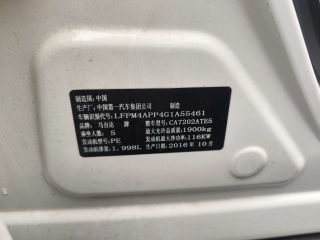 制造国:中国
生产厂:中国第一汽车集团公司 制造
车辆识别代号:LFPM4APP4G1A55461
品牌:马自达牌 型号:CA7202ATE5
乘坐人数:5 最大允许总质量:1900kg
发动机型号:PE 发动机最大净功率:116KW
发动机排量:1.998L 生产日期:2016年10月